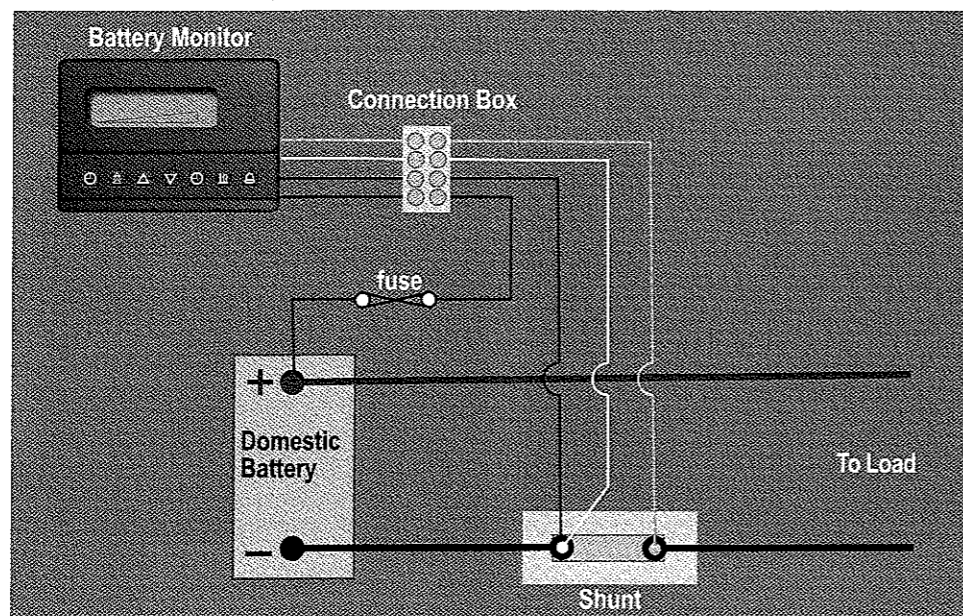 Battery Monitor
Connection Box
fuse
+
Domestic
Battery
To Load
−
Shunt